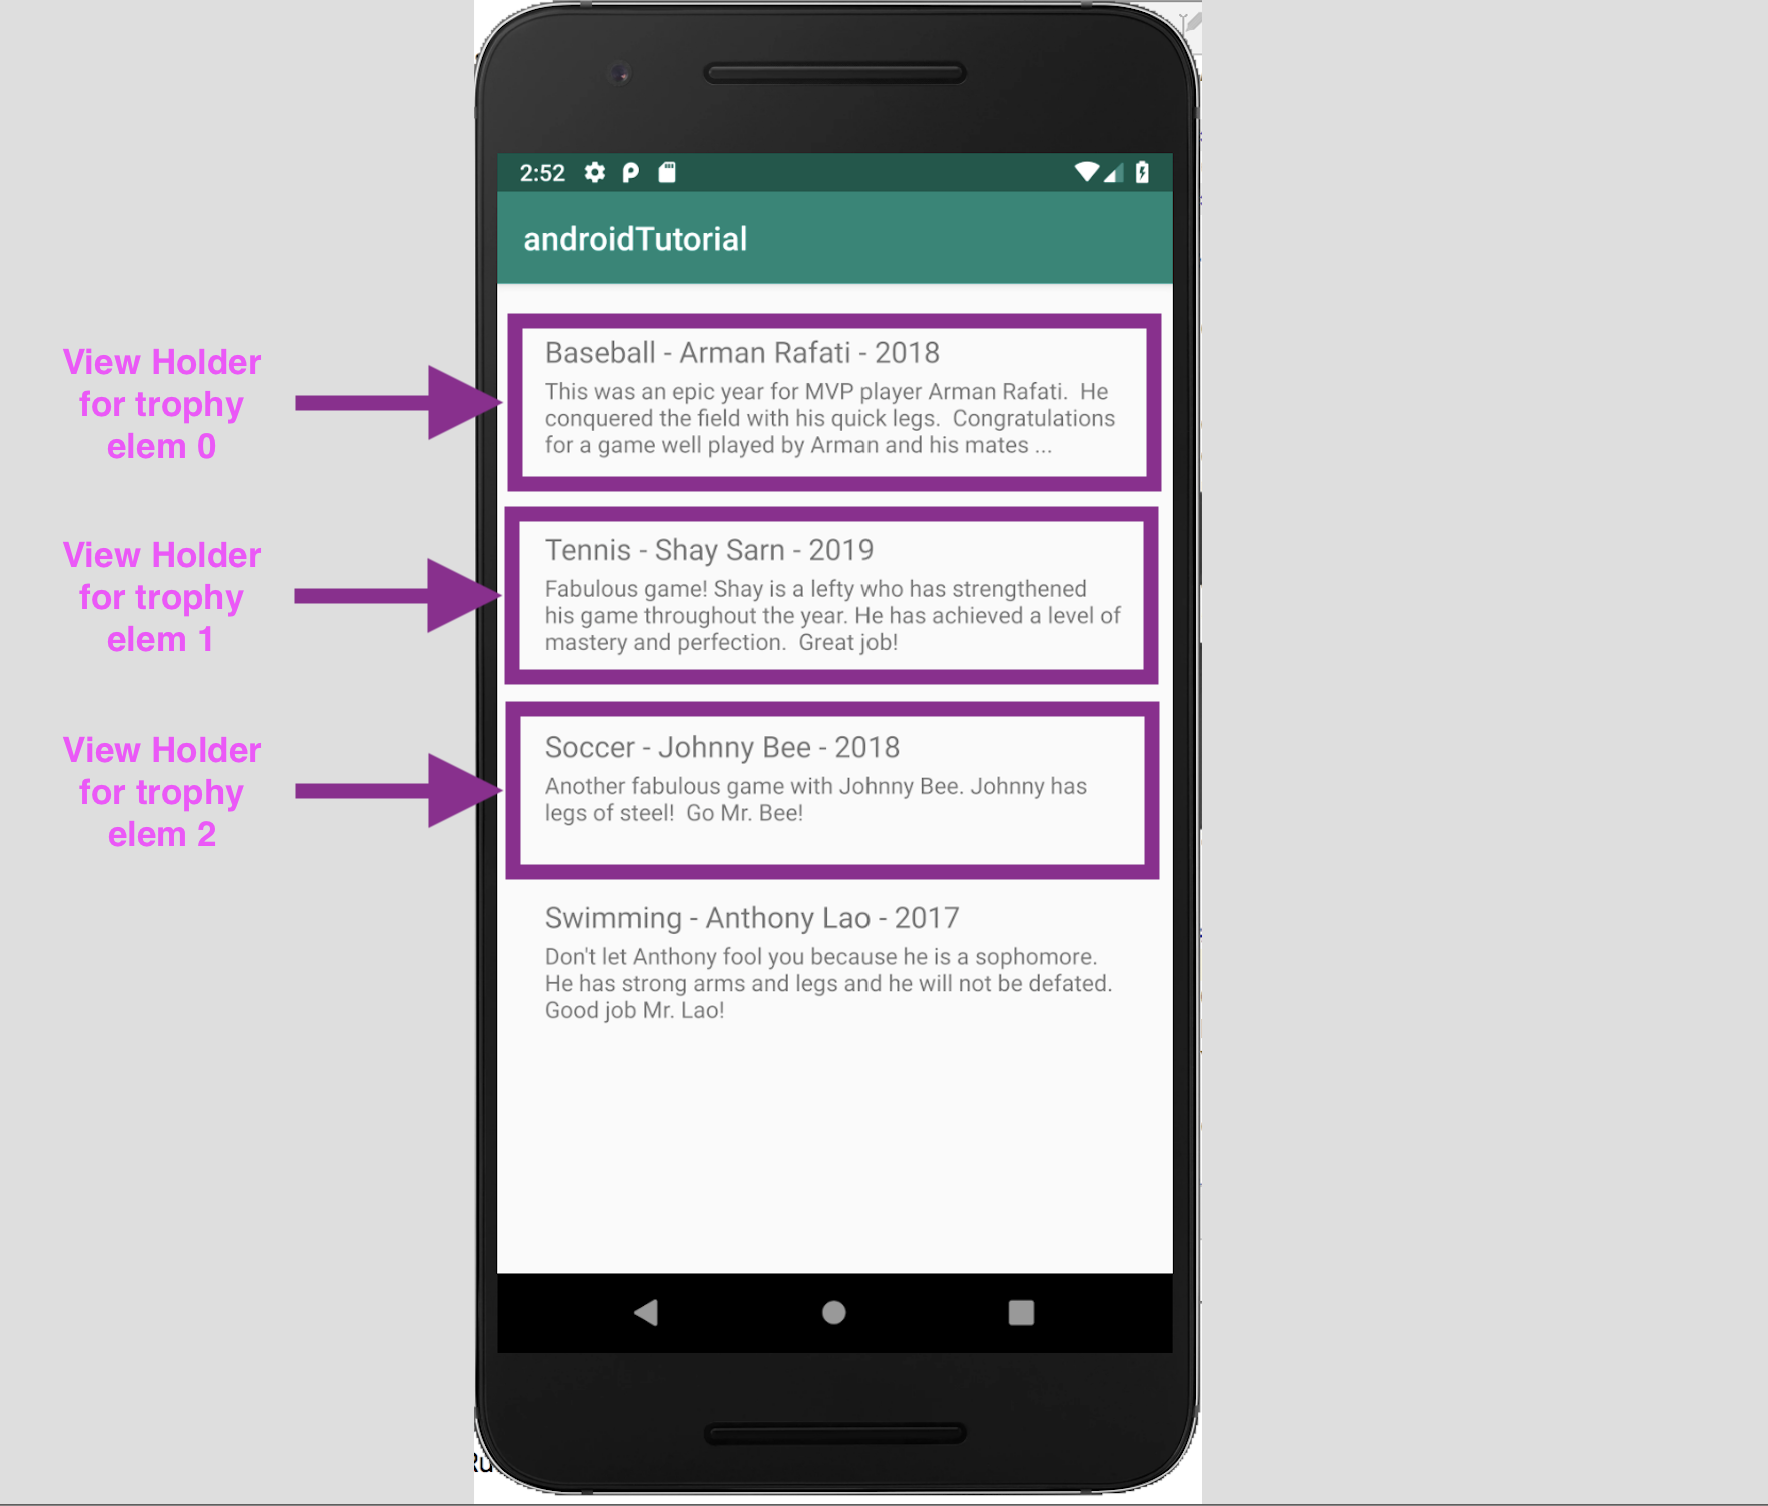 2:52
androidTutorial
View Holder
for trophy
elem 0
Baseball - Arman Rafati - 2018
This was an epic year for MVP player Arman Rafati.  He
conquered the field with his quick legs.  Congratulations
for a game well played by Arman and his mates ...
View Holder
for trophy
elem 1
Tennis - Shay Sarn - 2019
Fabulous game! Shay is a lefty who has strengthened
his game throughout the year. He has achieved a level of
mastery and perfection.  Great job!
View Holder
for trophy
elem 2
Soccer - Johnny Bee - 2018
Another fabulous game with Johnny Bee. Johnny has
legs of steel!  Go Mr. Bee!
Swimming - Anthony Lao - 2017
Don't let Anthony fool you because he is a sophomore.
He has strong arms and legs and he will not be defated.
Good job Mr. Lao!